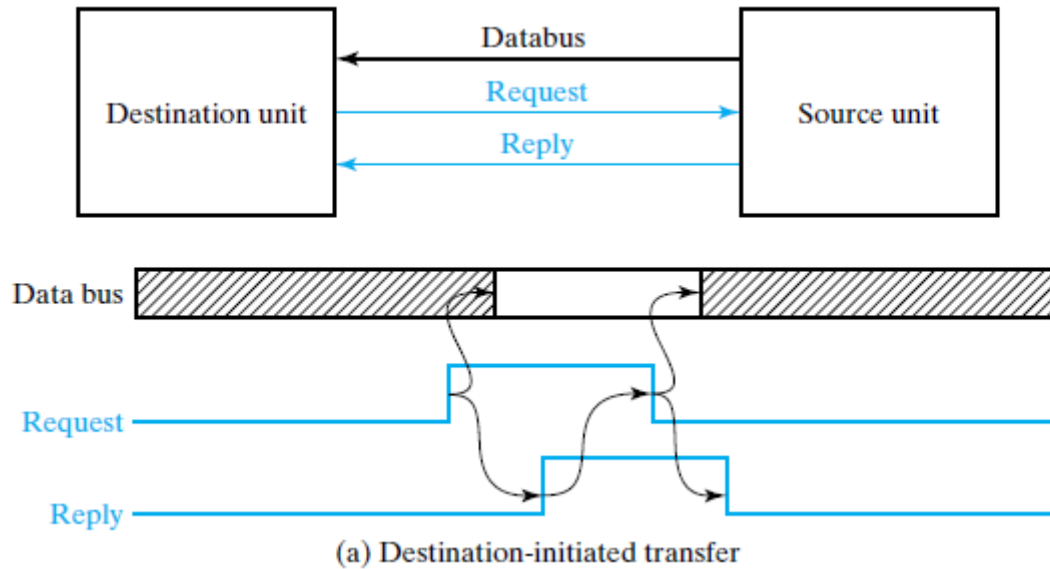 Databus
Destination unit
Request
Source unit
Reply
Data bus
Request
Reply
(a) Destination-initiated transfer